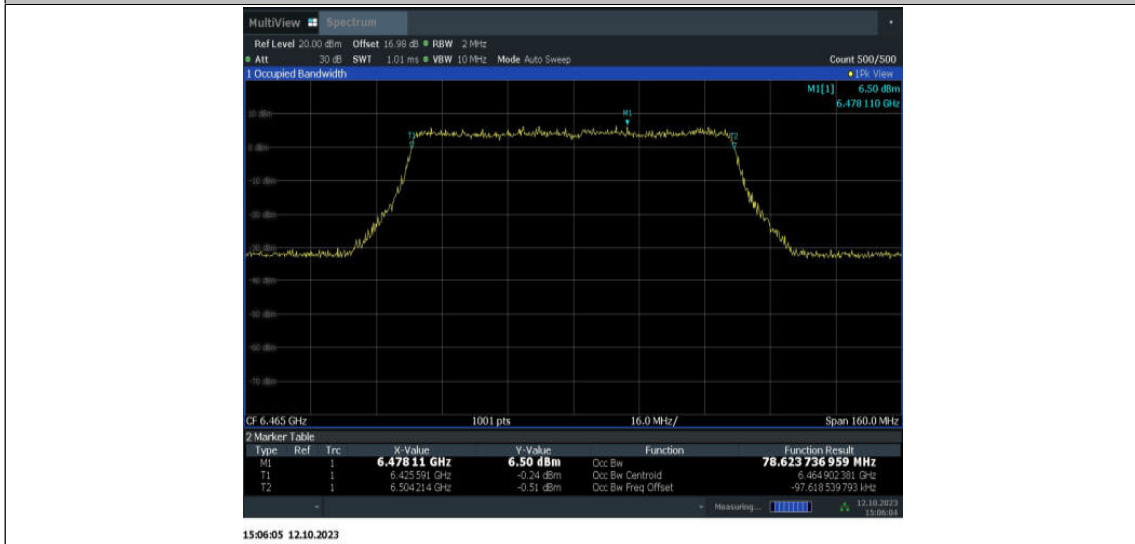 MultiView Spectrum
Ref Level 20.00 dBm Offset 16.98 dB RBW 2 MHz
Att 30 dB SWT 1.01 ms VBW 10 MHz Mode Auto Sweep Count 500/500
1 Occupied Bandwidth 1Pk View
M1[1] 6.50 dBm
6.478 110 GHz
10 dBm
M1
T1 T2
0 dBm
-10 dBm
-20 dBm
-30 dBm
-40 dBm
-50 dBm
-60 dBm
-70 dBm
CF 6.465 GHz 1001 pts 16.0 MHz/ Span 160.0 MHz
2 Marker Table
Type Ref Trc X-Value Y-Value Function Function Result
M1 1 6.478 11 GHz 6.50 dBm Occ Bw 78.623 736 959 MHz
T1 1 6.425 591 GHz -0.24 dBm Occ Bw Centroid 6.464 902 381 GHz
T2 1 6.504 214 GHz -0.51 dBm Occ Bw Freq Offset -97.618 539 793 kHz
Measuring... 12.10.2023
15:06:04
15:06:05 12.10.2023